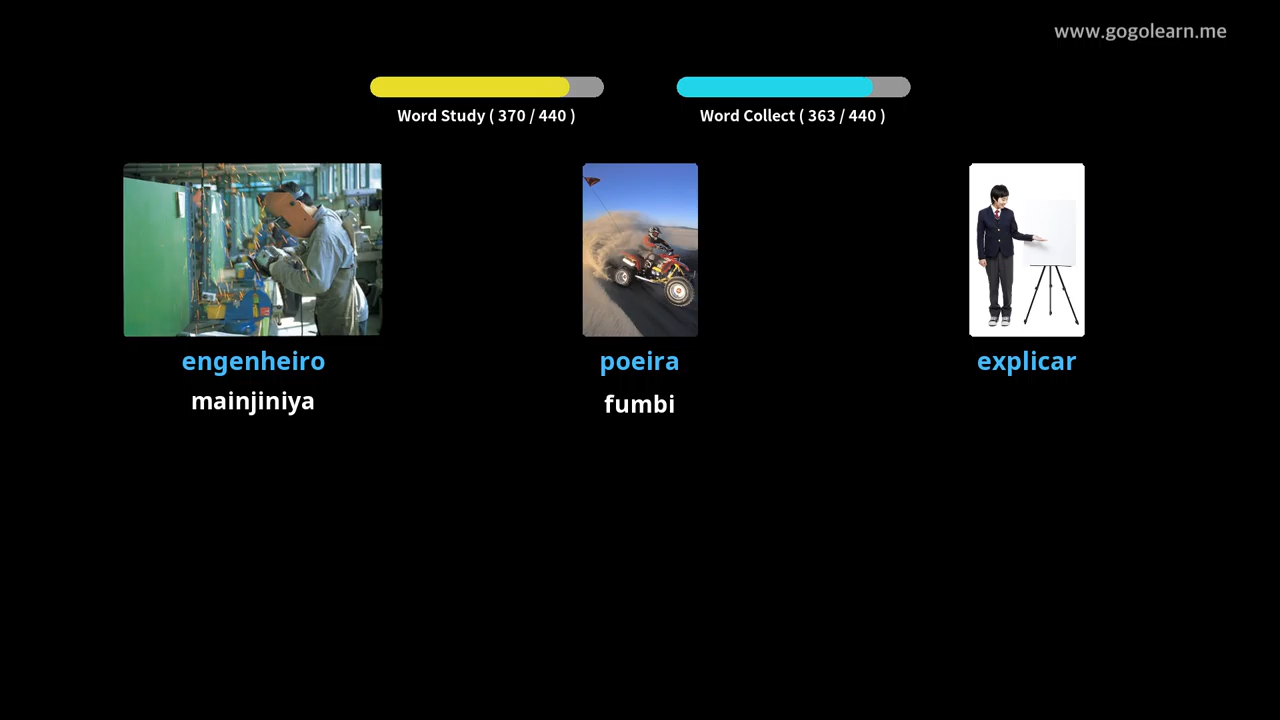 www.gogolearn.me
Word Study ( 370 / 440 )
Word Collect ( 363 / 440 )
engenheiro
poeira
explicar
mainjiniya
fumbi